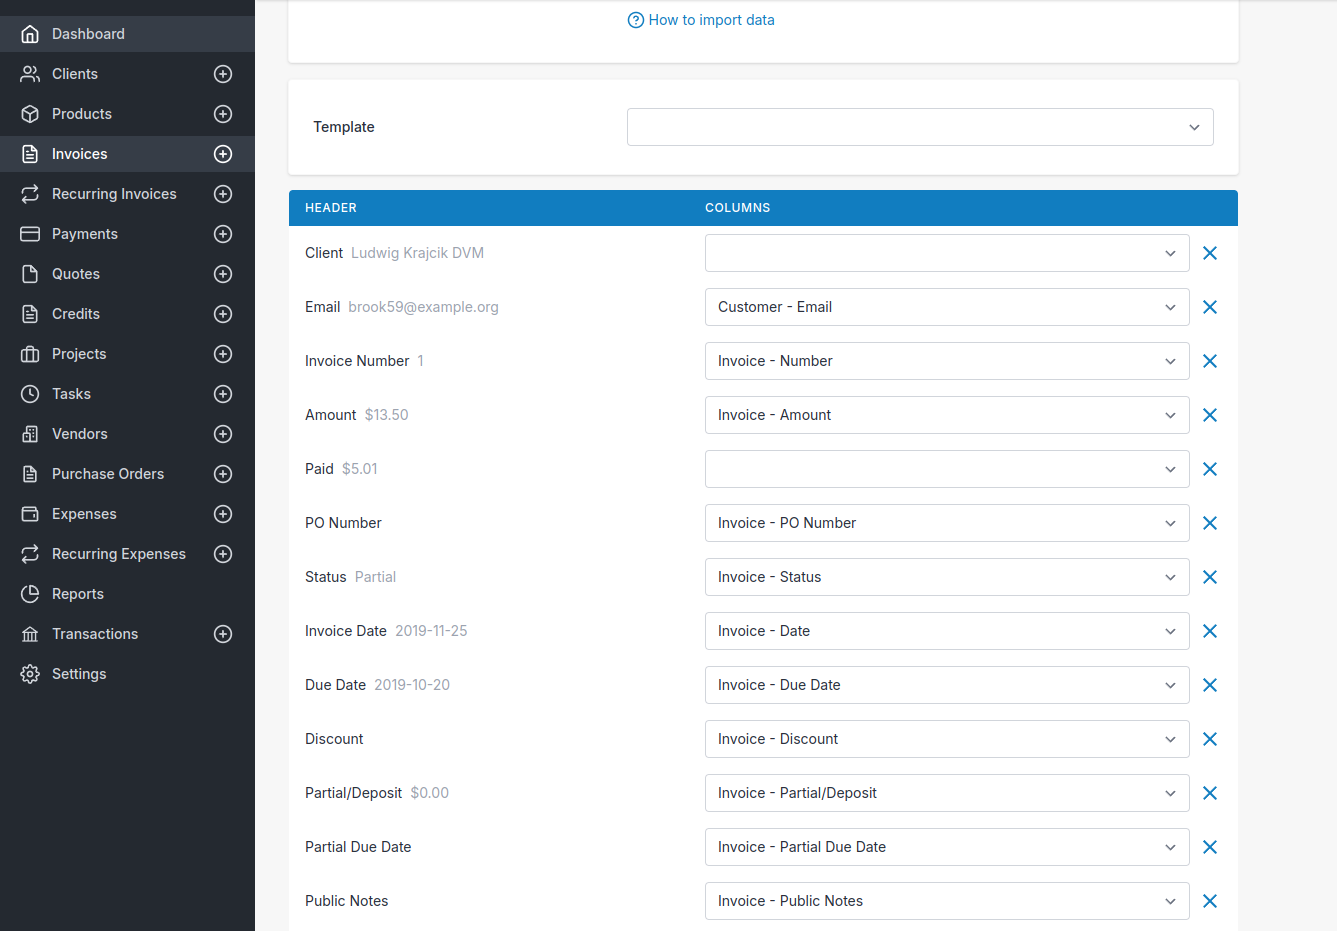 Dashboard
Clients
Products
Invoices
Recurring Invoices
Payments
Quotes
Credits
Projects
Tasks
Vendors
Purchase Orders
Expenses
Recurring Expenses
Reports
Transactions
Settings
How to import data
Template
HEADER COLUMNS
Client Ludwig Krajcik DVM
Email brook59@example.org Customer - Email
Invoice Number 1 Invoice - Number
Amount $13.50 Invoice - Amount
Paid $5.01
PO Number Invoice - PO Number
Status Partial Invoice - Status
Invoice Date 2019-11-25 Invoice - Date
Due Date 2019-10-20 Invoice - Due Date
Discount Invoice - Discount
Partial/Deposit $0.00 Invoice - Partial/Deposit
Partial Due Date Invoice - Partial Due Date
Public Notes Invoice - Public Notes